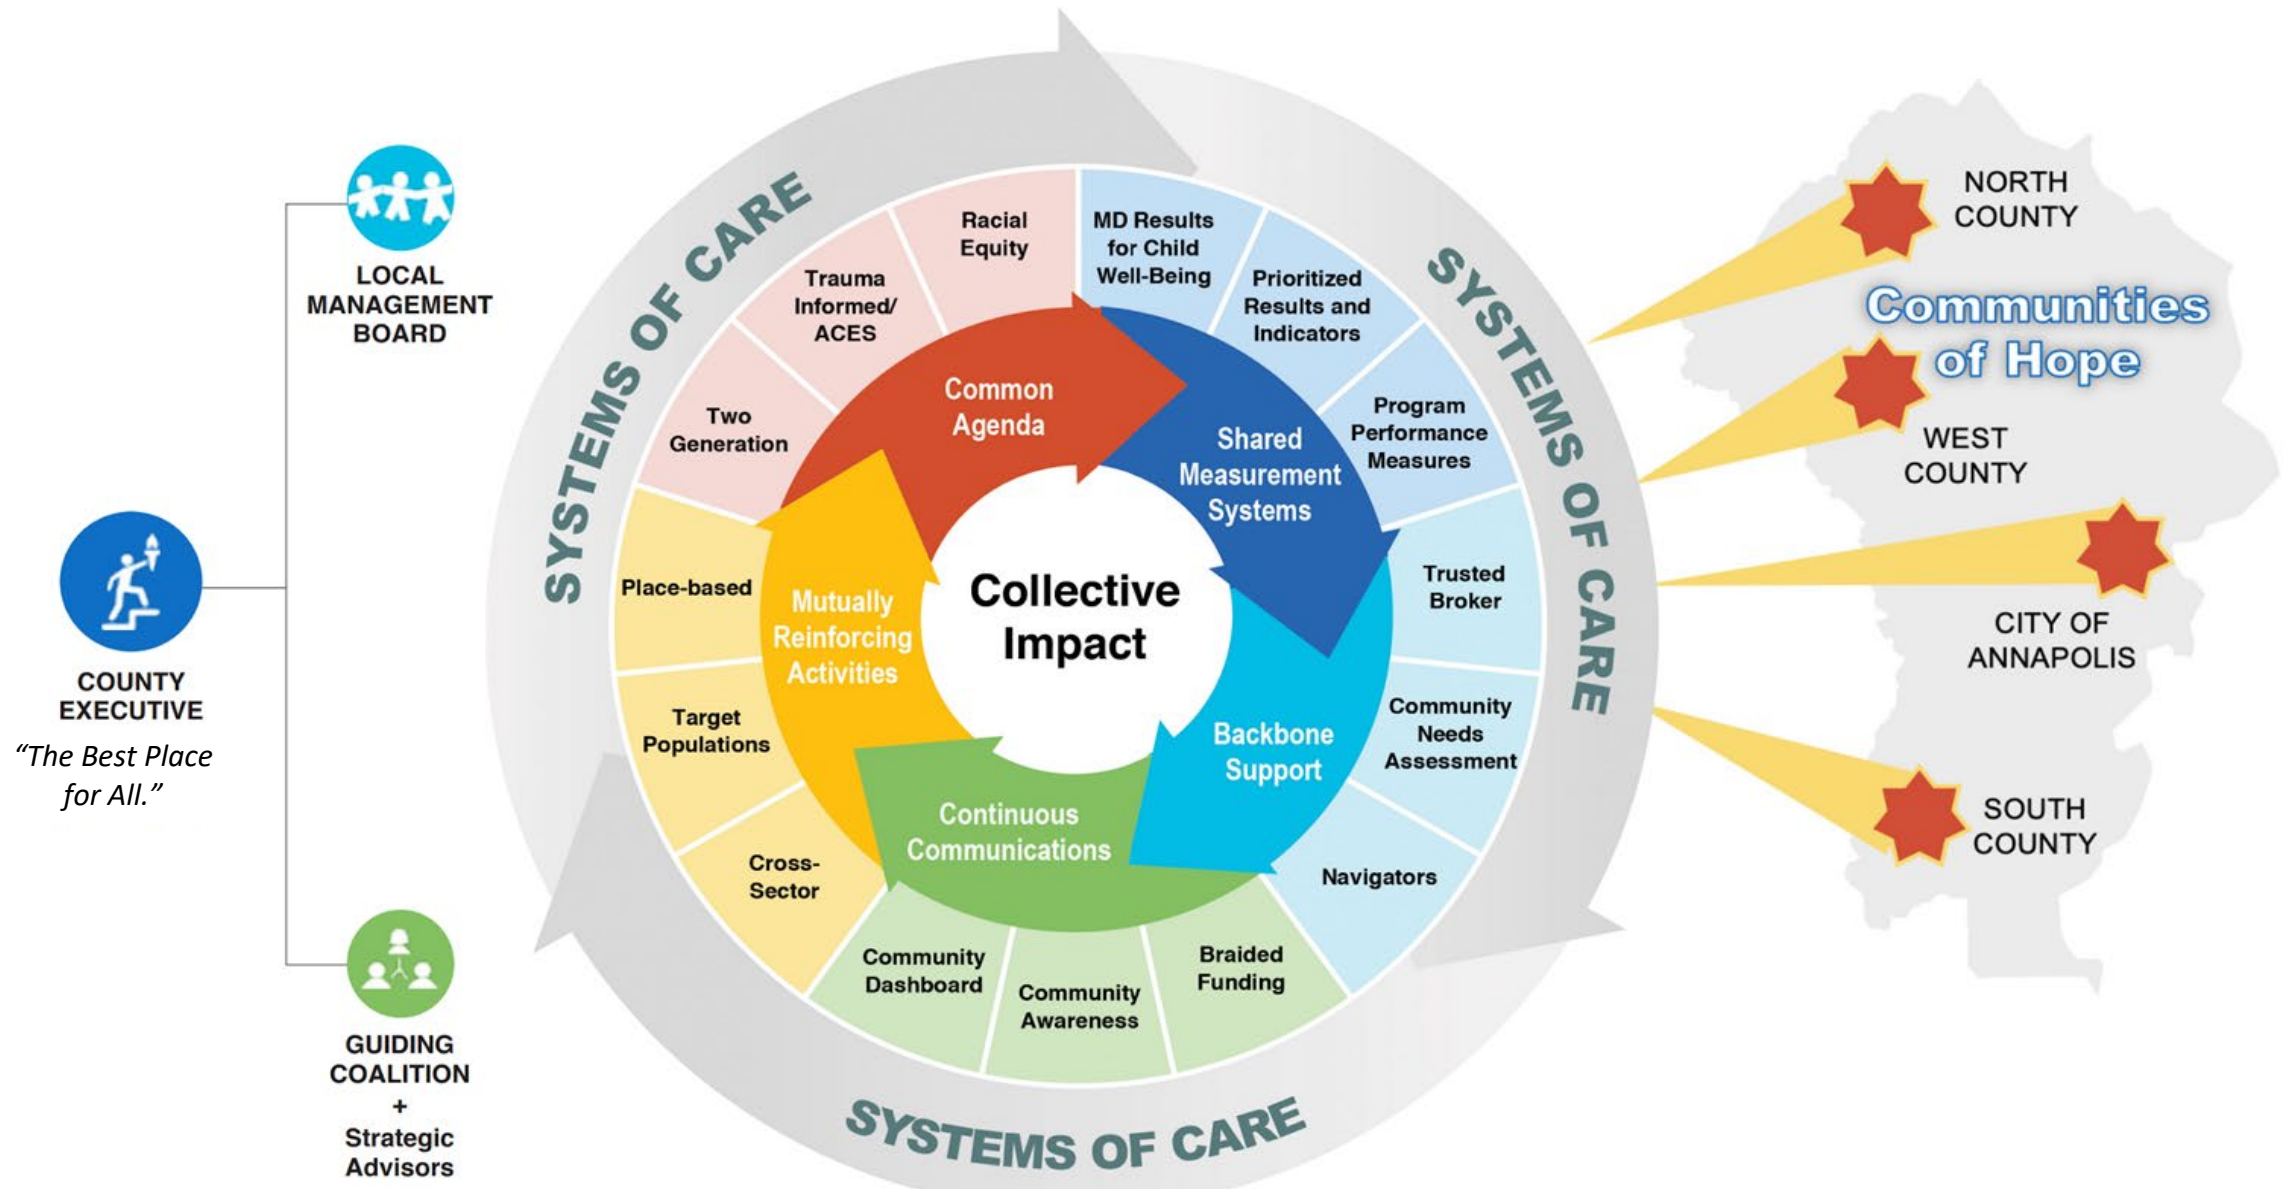 LOCAL
MANAGEMENT
BOARD
COUNTY
EXECUTIVE
“The Best Place
for All.”
GUIDING
COALITION
+
Strategic
Advisors
SYSTEMS OF CARE
SYSTEMS OF CARE
SYSTEMS OF CARE
Racial
Equity
MD Results
for Child
Well-Being
Prioritized
Results and
Indicators
Program
Performance
Measures
Trusted
Broker
Community
Needs
Assessment
Navigators
Braided
Funding
Community
Awareness
Community
Dashboard
Cross-
Sector
Target
Populations
Place-based
Two
Generation
Trauma
Informed/
ACES
Common
Agenda
Shared
Measurement
Systems
Backbone
Support
Continuous
Communications
Mutually
Reinforcing
Activities
Collective
Impact
NORTH
COUNTY
Communities
of Hope
WEST
COUNTY
CITY OF
ANNAPOLIS
SOUTH
COUNTY